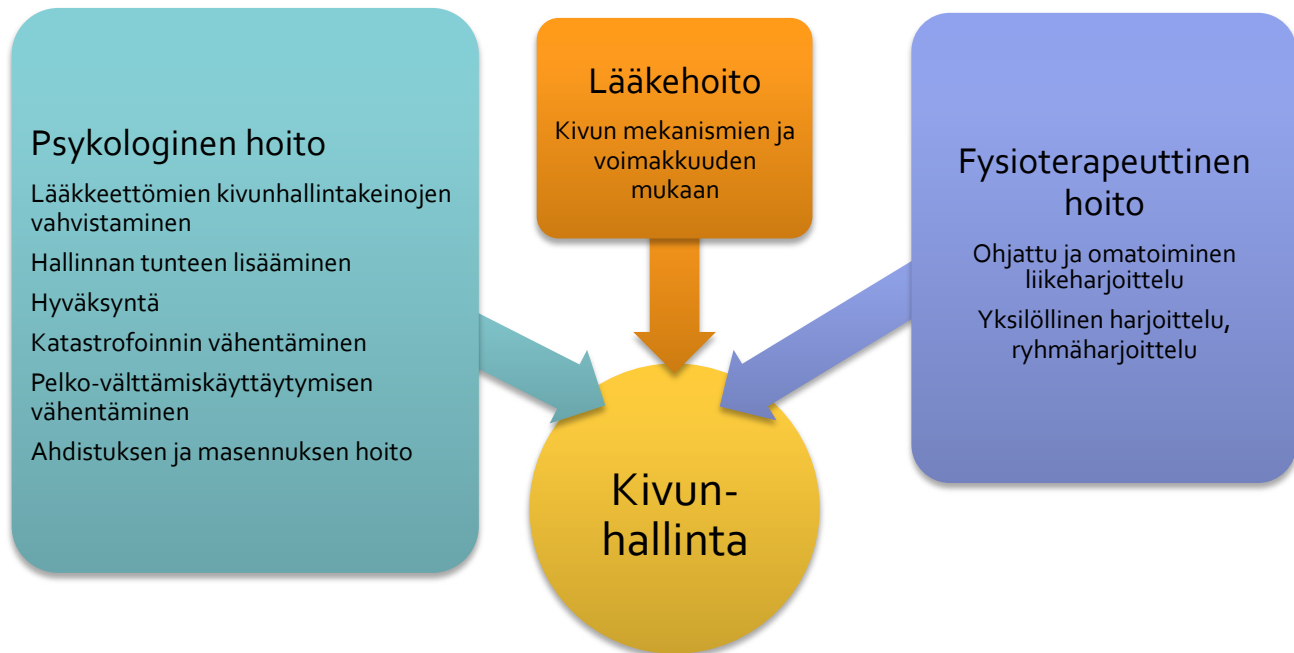 Psykologinen hoito
Lääkkeettömien kivunhallintakeinojen
vahvistaminen
Hallinnan tunteen lisääminen
Hyväksyntä
Katastrofoinnin vähentäminen
Pelko-välttämiskäyttäytymisen
vähentäminen
Ahdistuksen ja masennuksen hoito
Lääkehoito
Kivun mekanismien ja
voimakkuuden
mukaan
Fysioterapeuttinen
hoito
Ohjattu ja omatoiminen
liikeharjoittelu
Yksilöllinen harjoittelu,
ryhmäharjoittelu
Kivun-
hallinta